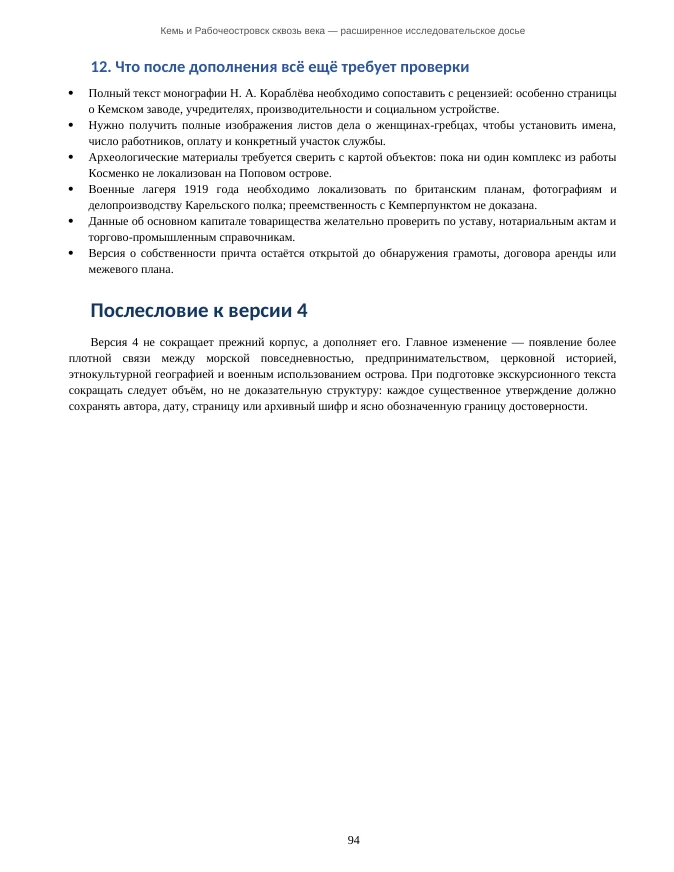 Кемь и Рабочеостровск сквозь века — расширенное исследовательское досье
12. Что после дополнения всё ещё требует проверки
• Полный текст монографии Н. А. Кораблёва необходимо сопоставить с рецензией: особенно страницы
о Кемском заводе, учредителях, производительности и социальном устройстве.
• Нужно получить полные изображения листов дела о женщинах-гребцах, чтобы установить имена,
число работников, оплату и конкретный участок службы.
• Археологические материалы требуется сверить с картой объектов: пока ни один комплекс из работы
Косменко не локализован на Поповом острове.
• Военные лагеря 1919 года необходимо локализовать по британским планам, фотографиям и
делопроизводству Карельского полка; преемственность с Кемперпунктом не доказана.
• Данные об основном капитале товарищества желательно проверить по уставу, нотариальным актам и
торгово-промышленным справочникам.
• Версия о собственности причта остаётся открытой до обнаружения грамоты, договора аренды или
межевого плана.
Послесловие к версии 4
Версия 4 не сокращает прежний корпус, а дополняет его. Главное изменение — появление более
плотной связи между морской повседневностью, предпринимательством, церковной историей,
этнокультурной географией и военным использованием острова. При подготовке экскурсионного текста
сокращать следует объём, но не доказательную структуру: каждое существенное утверждение должно
сохранять автора, дату, страницу или архивный шифр и ясно обозначенную границу достоверности.
94